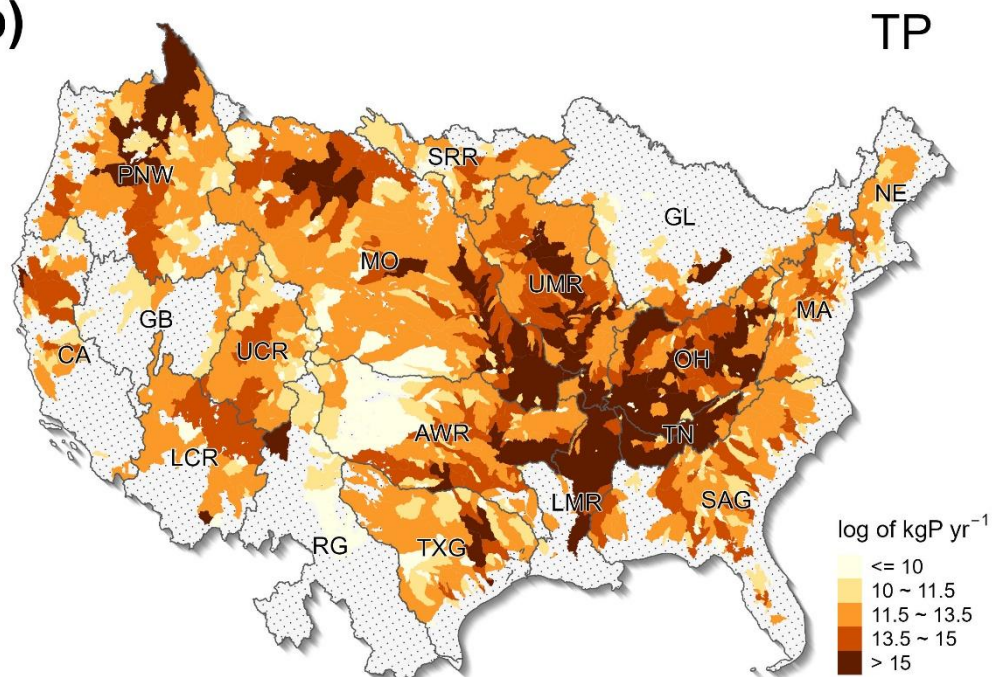 b)
TP
PNW
SRR
NE
GL
MO
UMR
MA
GB
CA
UCR
OH
AWR
TN
LCR
LMR
SAG
RG
TXG
log of kgP yr⁻¹
<= 10
10 ~ 11.5
11.5 ~ 13.5
13.5 ~ 15
> 15